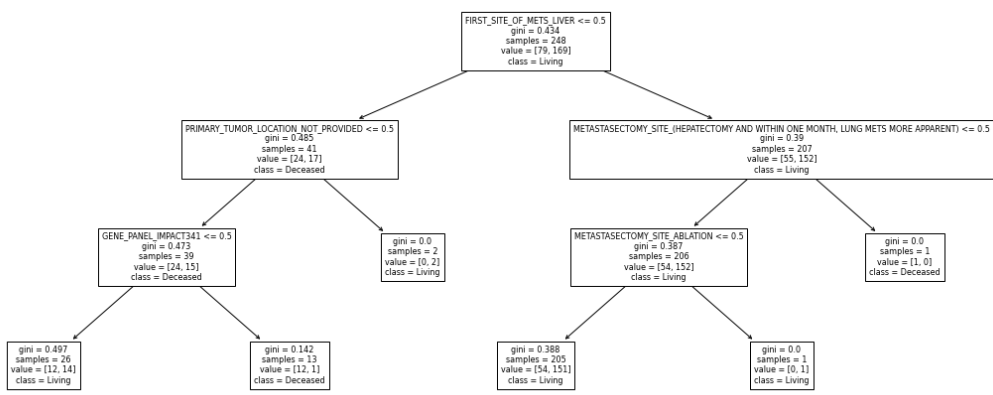 FIRST_SITE_OF_METS_LIVER <= 0.5
gini = 0.434
samples = 248
value = [79, 169]
class = Living
PRIMARY_TUMOR_LOCATION_NOT_PROVIDED <= 0.5
gini = 0.485
samples = 41
value = [24, 17]
class = Deceased
METASTASECTOMY_SITE_(HEPATECTOMY AND WITHIN ONE MONTH, LUNG METS MORE APPARENT) <= 0.5
gini = 0.39
samples = 207
value = [55, 152]
class = Living
GENE_PANEL_IMPACT341 <= 0.5
gini = 0.473
samples = 39
value = [24, 15]
class = Deceased
gini = 0.0
samples = 2
value = [0, 2]
class = Living
METASTASECTOMY_SITE_ABLATION <= 0.5
gini = 0.387
samples = 206
value = [54, 152]
class = Living
gini = 0.0
samples = 1
value = [1, 0]
class = Deceased
gini = 0.497
samples = 26
value = [12, 14]
class = Living
gini = 0.142
samples = 13
value = [12, 1]
class = Deceased
gini = 0.388
samples = 205
value = [54, 151]
class = Living
gini = 0.0
samples = 1
value = [0, 1]
class = Living